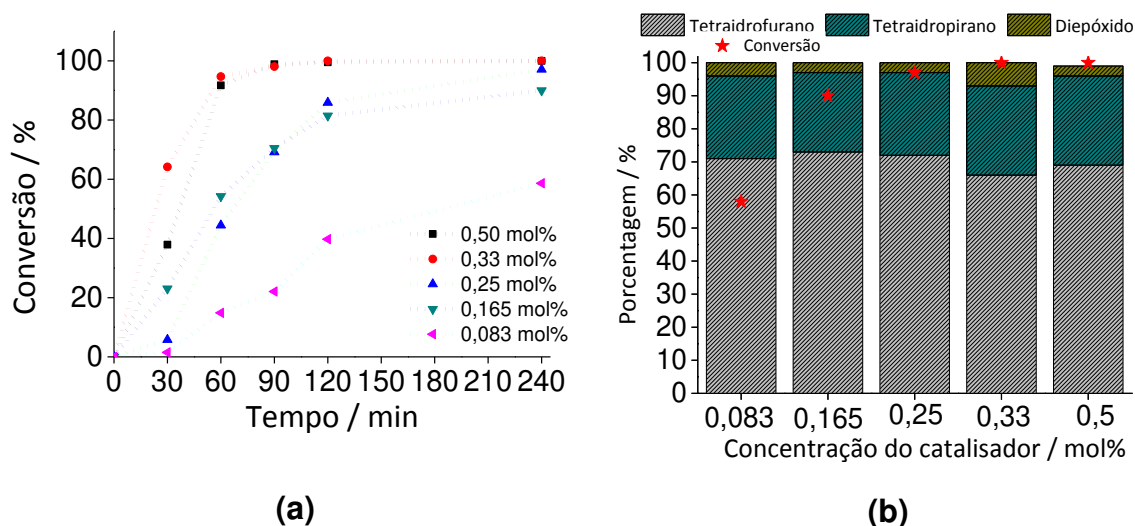 Conversão / %
100
80
60
40
20
0
0,50 mol%
0,33 mol%
0,25 mol%
0,165 mol%
0,083 mol%
0 30 60 90 120 150 180 210 240
Tempo / min
(a)
Tetraidrofurano Tetraidropirano Diepóxido
Conversão
Porcentagem / %
100
90
80
70
60
50
40
30
20
10
0
0,083 0,165 0,25 0,33 0,5
Concentração do catalisador / mol%
(b)